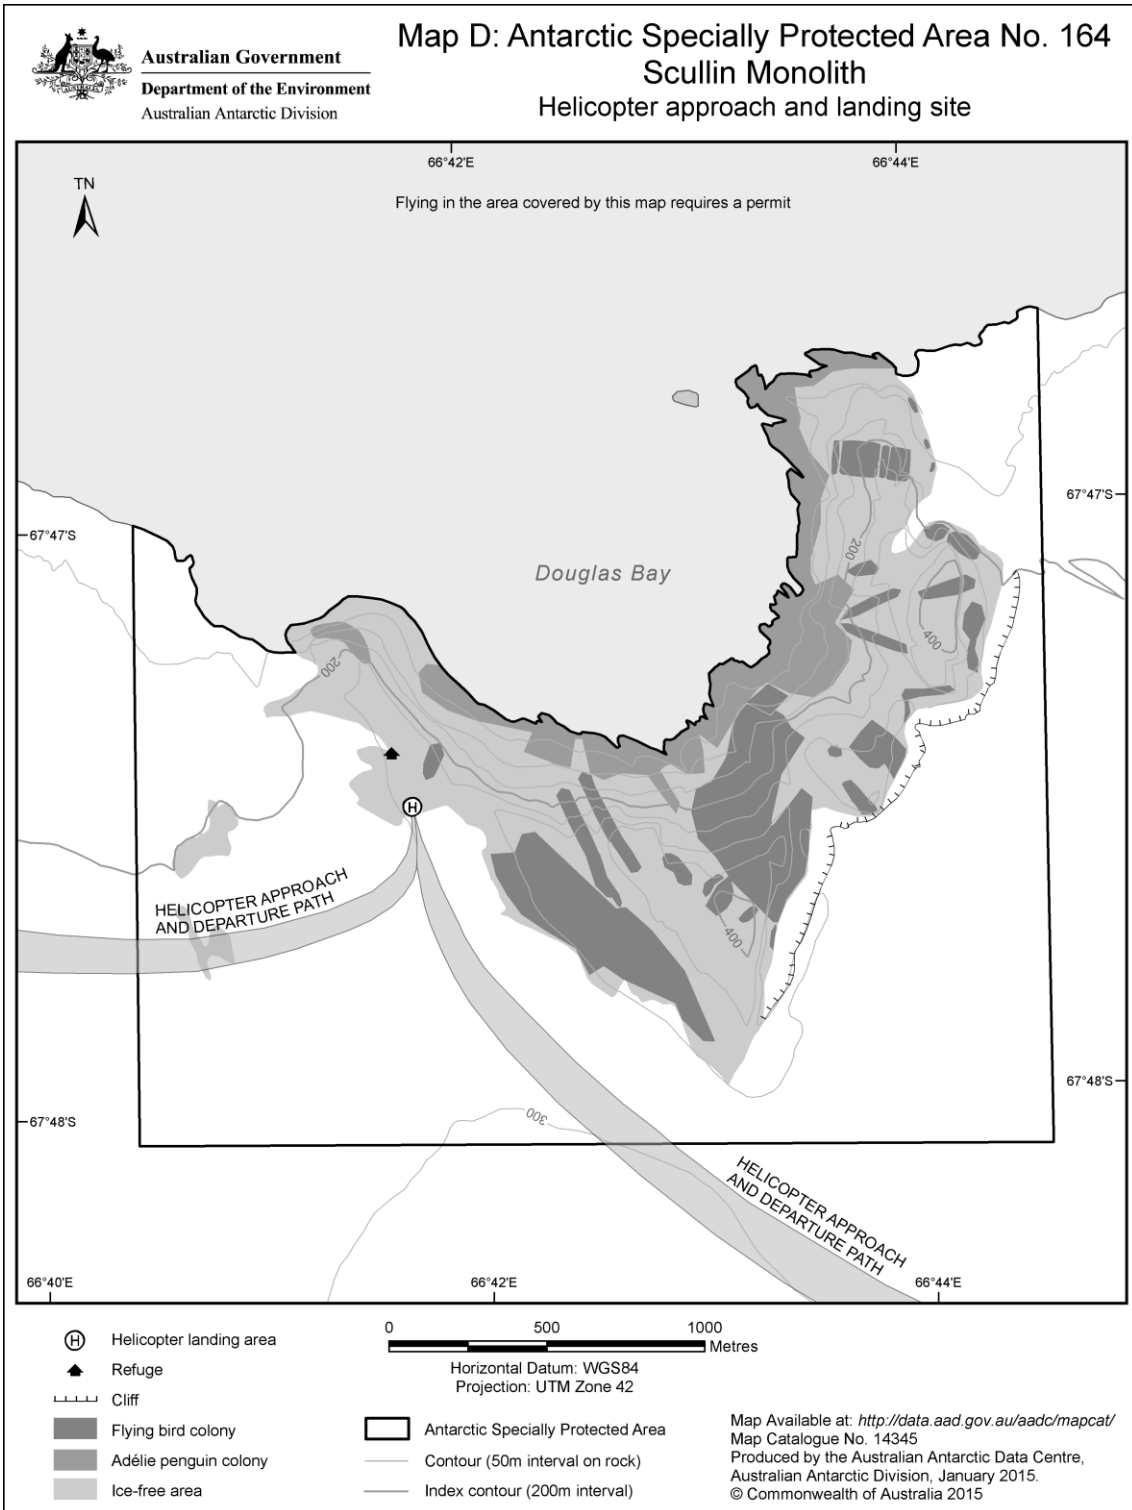 Map D: Antarctic Specially Protected Area No. 164
Scullin Monolith
Helicopter approach and landing site
Australian Government
Department of the Environment
Australian Antarctic Division
66°42'E
66°44'E
TN
Flying in the area covered by this map requires a permit
67°47'S
67°47'S
200
Douglas Bay
400
200
H
HELICOPTER APPROACH
AND DEPARTURE PATH
400
67°48'S
67°48'S
300
HELICOPTER APPROACH
AND DEPARTURE PATH
66°40'E
66°42'E
66°44'E
H Helicopter landing area
Refuge
Cliff
Flying bird colony
Adélie penguin colony
Ice-free area
0 500 1000
Metres
Horizontal Datum: WGS84
Projection: UTM Zone 42
Antarctic Specially Protected Area
Contour (50m interval on rock)
Index contour (200m interval)
Map Available at: http://data.aad.gov.au/aadc/mapcat/
Map Catalogue No. 14345
Produced by the Australian Antarctic Data Centre,
Australian Antarctic Division, January 2015.
© Commonwealth of Australia 2015